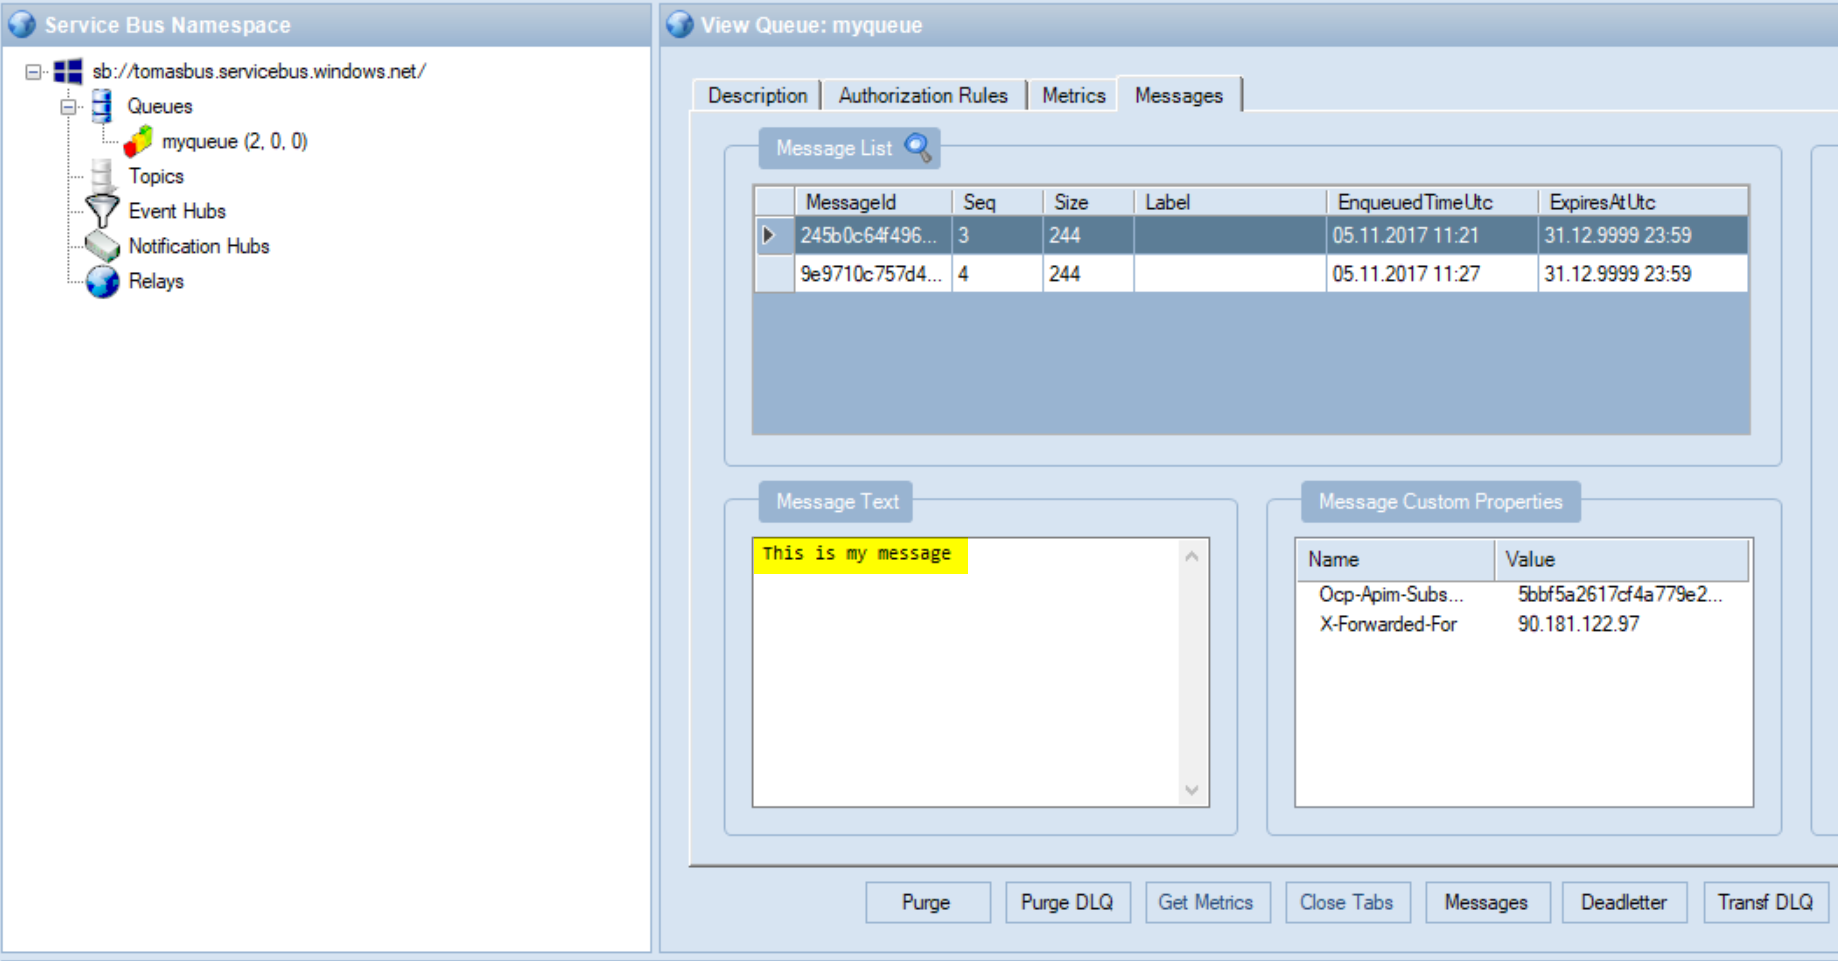 Service Bus Namespace
sb://tomasbus.servicebus.windows.net/
Queues
myqueue (2, 0, 0)
Topics
Event Hubs
Notification Hubs
Relays
View Queue: myqueue
Description Authorization Rules Metrics Messages
Message List
MessageId Seq Size Label EnqueuedTimeUtc ExpiresAtUtc
245b0c64f496... 3 244 05.11.2017 11:21 31.12.9999 23:59
9e9710c757d4... 4 244 05.11.2017 11:27 31.12.9999 23:59
Message Text
This is my message
Message Custom Properties
Name Value
Ocp-Apim-Subs... 5bbf5a2617cf4a779e2...
X-Forwarded-For 90.181.122.97
Purge Purge DLQ Get Metrics Close Tabs Messages Deadletter Transf DLQ